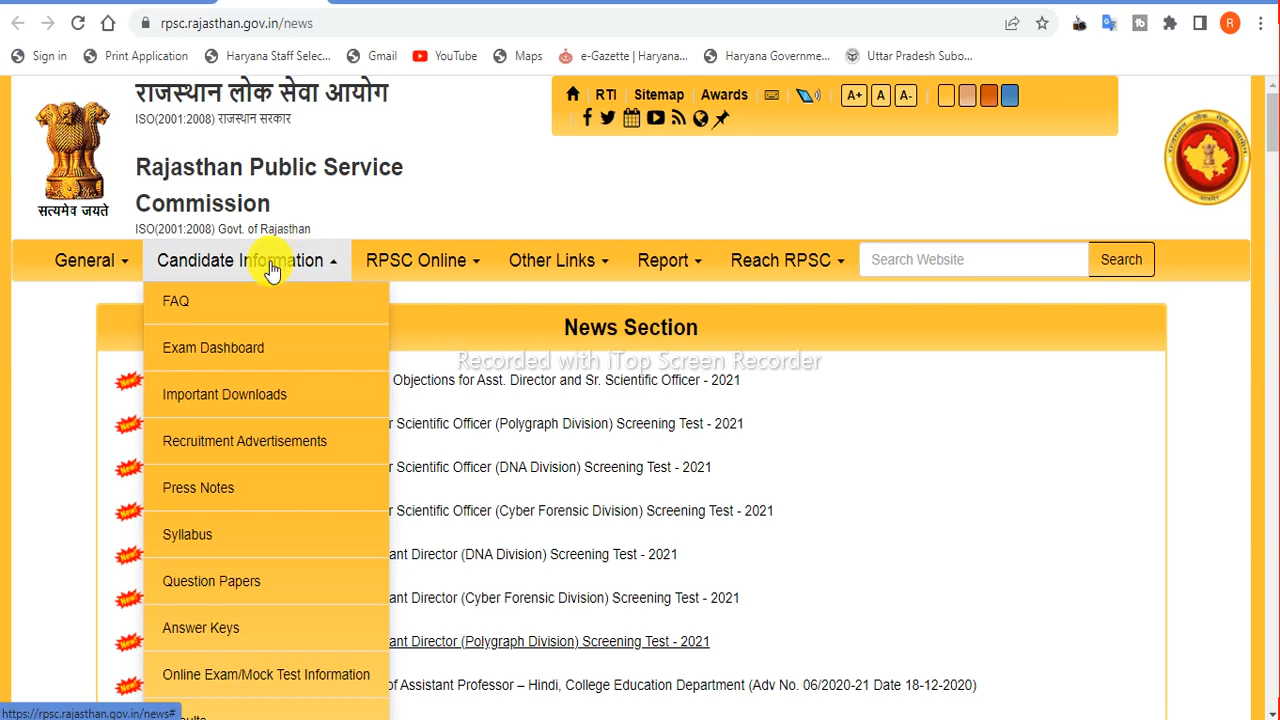 rpsc.rajasthan.gov.in/news
R
Sign in
Print Application
Haryana Staff Selec...
Gmail
YouTube
Maps
e-Gazette | Haryana...
Haryana Governme...
Uttar Pradesh Subo...
राजस्थान लोक सेवा आयोग
ISO(2001:2008) राजस्थान सरकार
Rajasthan Public Service
Commission
ISO(2001:2008) Govt. of Rajasthan
सत्यमेव जयते
RTI Sitemap Awards A+ A A-
General
Candidate Information
RPSC Online
Other Links
Report
Reach RPSC
Search Website
Search
FAQ
Exam Dashboard
Important Downloads
Recruitment Advertisements
Press Notes
Syllabus
Question Papers
Answer Keys
Online Exam/Mock Test Information
News Section
Recorded with iTop Screen Recorder
New! Objections for Asst. Director and Sr. Scientific Officer - 2021
New! r Scientific Officer (Polygraph Division) Screening Test - 2021
New! r Scientific Officer (DNA Division) Screening Test - 2021
New! r Scientific Officer (Cyber Forensic Division) Screening Test - 2021
New! ant Director (DNA Division) Screening Test - 2021
New! ant Director (Cyber Forensic Division) Screening Test - 2021
New! ant Director (Polygraph Division) Screening Test - 2021
New! of Assistant Professor – Hindi, College Education Department (Adv No. 06/2020-21 Date 18-12-2020)
https://rpsc.rajasthan.gov.in/news#